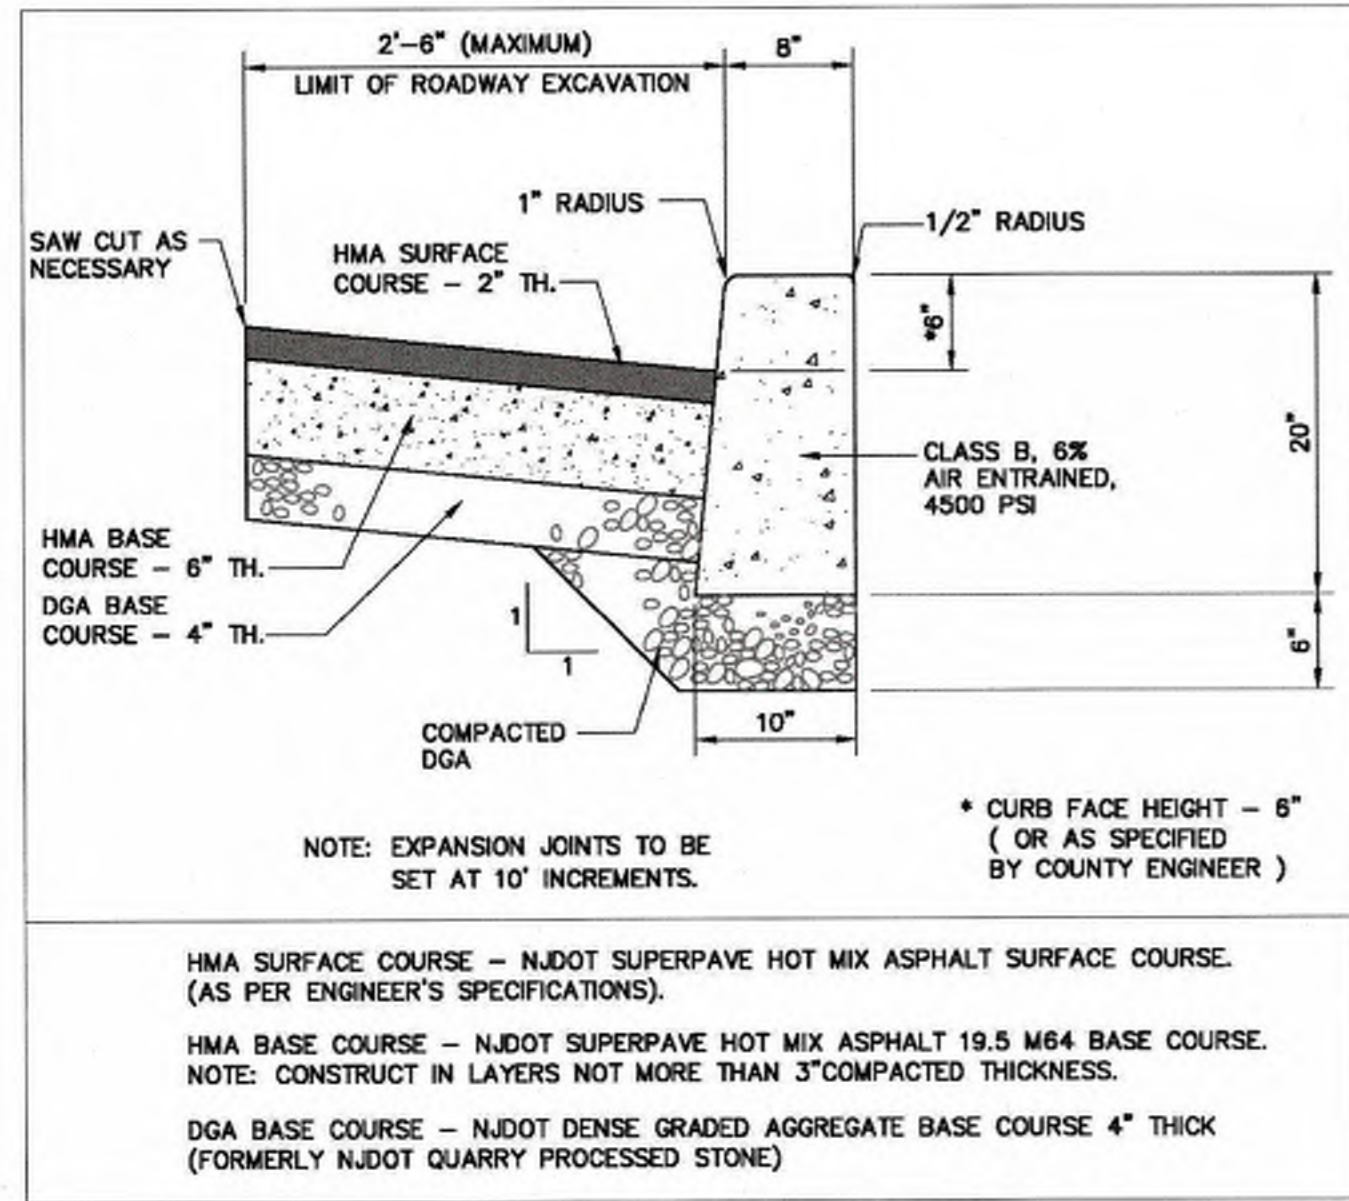 2'-6" (MAXIMUM)
8"
LIMIT OF ROADWAY EXCAVATION
1" RADIUS
1/2" RADIUS
SAW CUT AS
NECESSARY
HMA SURFACE
COURSE - 2" TH.
*6"
20"
CLASS B, 6%
AIR ENTRAINED,
4500 PSI
HMA BASE
COURSE - 6" TH.
DGA BASE
COURSE - 4" TH.
1
1
6"
COMPACTED
DGA
10"
* CURB FACE HEIGHT - 6"
( OR AS SPECIFIED
BY COUNTY ENGINEER )
NOTE: EXPANSION JOINTS TO BE
SET AT 10' INCREMENTS.
HMA SURFACE COURSE - NJDOT SUPERPAVE HOT MIX ASPHALT SURFACE COURSE.
(AS PER ENGINEER'S SPECIFICATIONS).
HMA BASE COURSE - NJDOT SUPERPAVE HOT MIX ASPHALT 19.5 M64 BASE COURSE.
NOTE: CONSTRUCT IN LAYERS NOT MORE THAN 3"COMPACTED THICKNESS.
DGA BASE COURSE - NJDOT DENSE GRADED AGGREGATE BASE COURSE 4" THICK
(FORMERLY NJDOT QUARRY PROCESSED STONE)